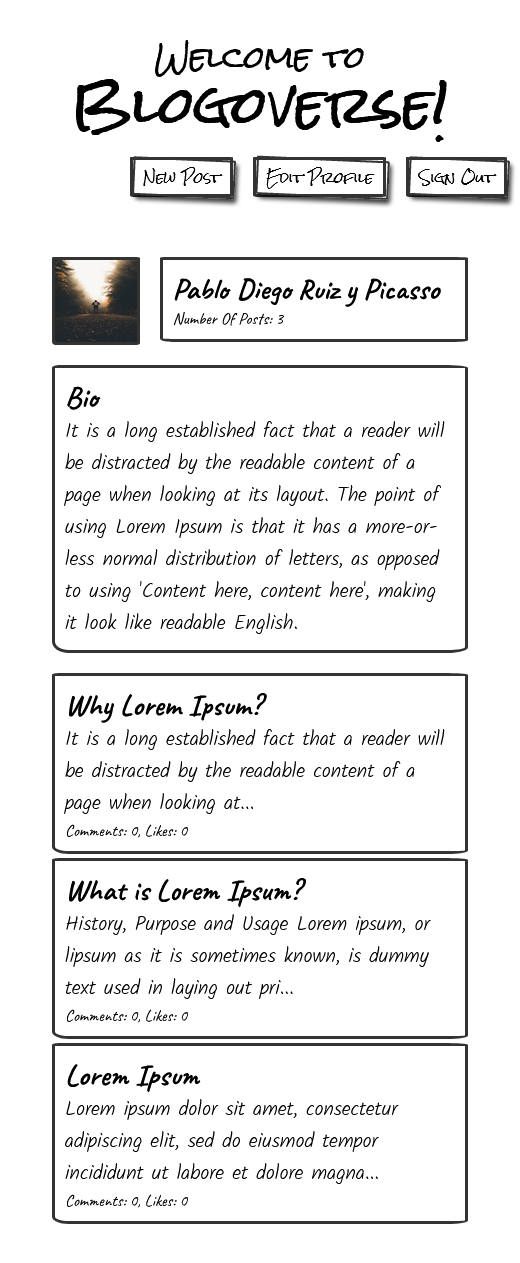 Welcome to
Blogoverse!
New Post
Edit Profile
Sign Out
Pablo Diego Ruiz y Picasso
Number Of Posts: 3
Bio
It is a long established fact that a reader will
be distracted by the readable content of a
page when looking at its layout. The point of
using Lorem Ipsum is that it has a more-or-
less normal distribution of letters, as opposed
to using 'Content here, content here', making
it look like readable English.
Why Lorem Ipsum?
It is a long established fact that a reader will
be distracted by the readable content of a
page when looking at...
Comments: 0, Likes: 0
What is Lorem Ipsum?
History, Purpose and Usage Lorem ipsum, or
lipsum as it is sometimes known, is dummy
text used in laying out pri...
Comments: 0, Likes: 0
Lorem Ipsum
Lorem ipsum dolor sit amet, consectetur
adipiscing elit, sed do eiusmod tempor
incididunt ut labore et dolore magna...
Comments: 0, Likes: 0